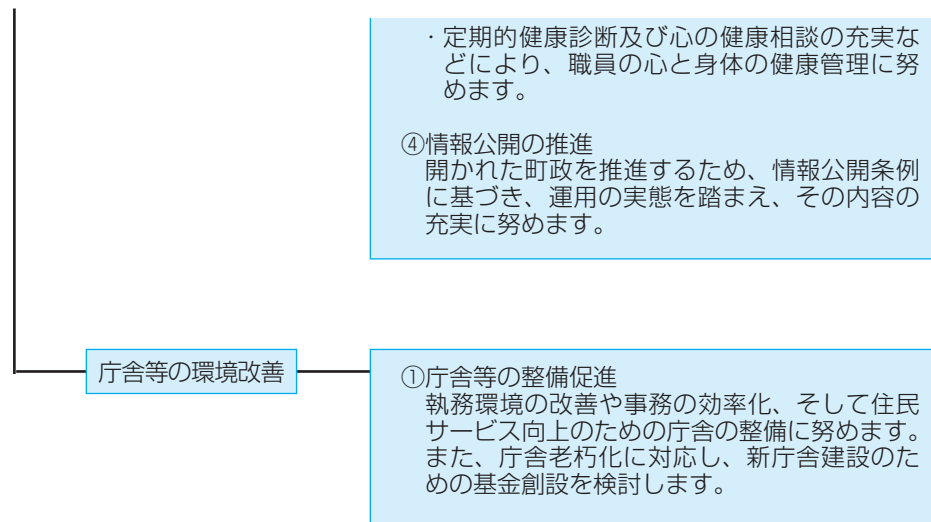 ・定期的健康診断及び心の健康相談の充実な
どにより、職員の心と身体の健康管理に努
めます。
④情報公開の推進
開かれた町政を推進するため、情報公開条例
に基づき、運用の実態を踏まえ、その内容の
充実に努めます。
庁舎等の環境改善
①庁舎等の整備促進
執務環境の改善や事務の効率化、そして住民
サービス向上のための庁舎の整備に努めます。
また、庁舎老朽化に対応し、新庁舎建設のた
めの基金創設を検討します。